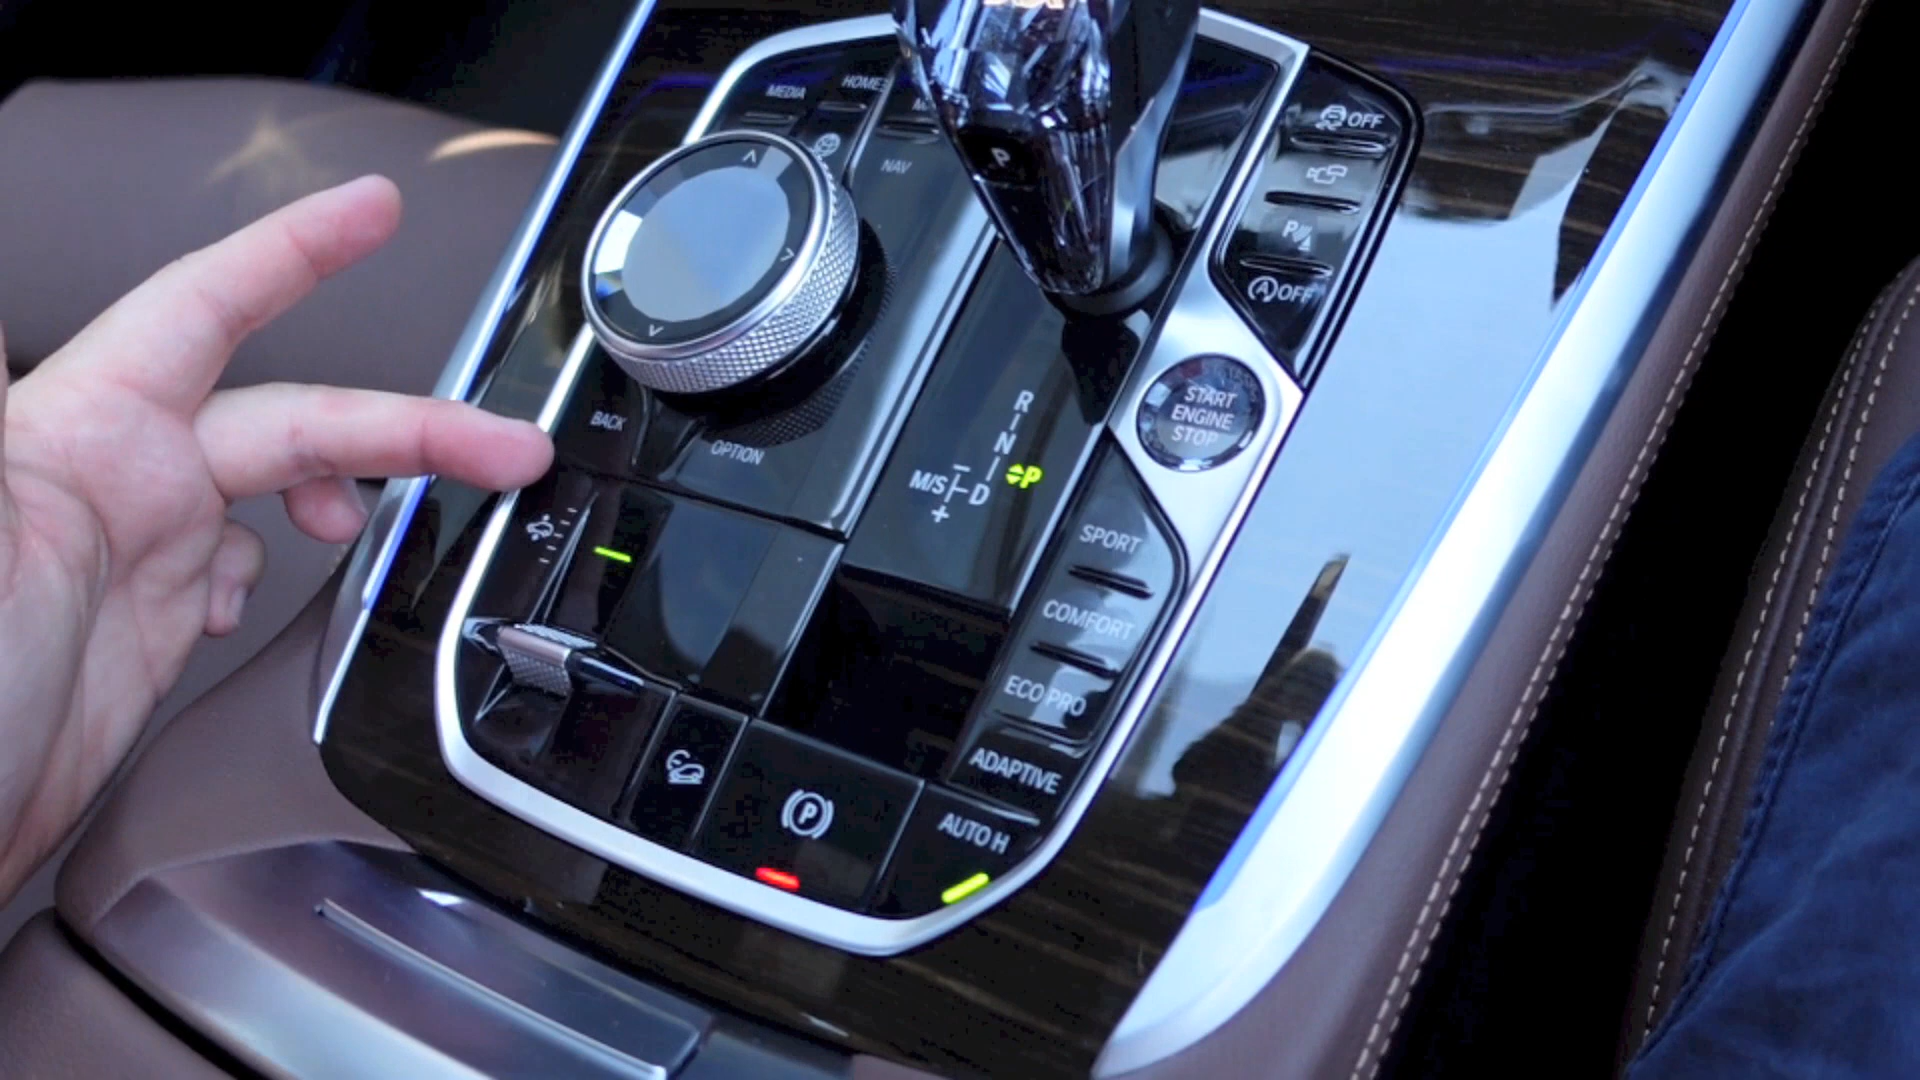 MEDIA
HOME
NAV
OFF
P
P
OFF
START
ENGINE
STOP
BACK
OPTION
R
N
P
M/S
D
+
SPORT
COMFORT
ECO PRO
ADAPTIVE
P
AUTO H